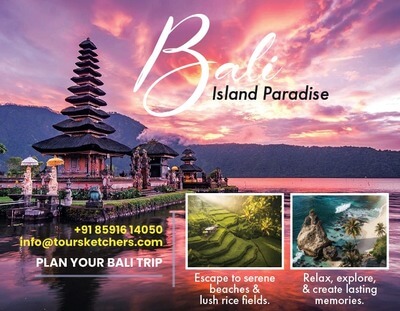 Bali
Island Paradise
+91 85916 14050
info@toursketchers.com
PLAN YOUR BALI TRIP
Escape to serene
beaches &
lush rice fields.
Relax, explore,
& create lasting
memories.